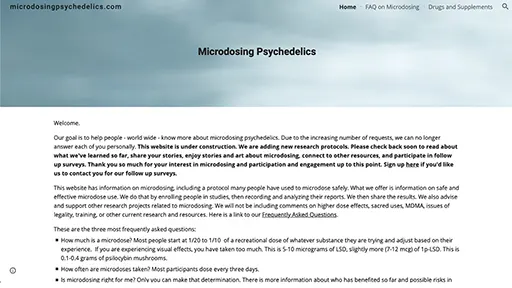 microdosingpsychedelics.com
Home FAQ on Microdosing Drugs and Supplements
Microdosing Psychedelics
Welcome.
Our goal is to help people - world wide - know more about microdosing psychedelics. Due to the increasing number of requests, we can no longer
answer each of you personally. This website is under construction. We are adding new research protocols. Please check back soon to read about
what we've learned so far, share your stories, enjoy stories and art about microdosing, connect to other resources, and participate in follow
up surveys. Thank you so much for your interest in microdosing and participation and engagement up to this point. Sign up here if you'd like
us to contact you for our follow up surveys.
This website has information on microdosing, including a protocol many people have used to microdose safely. What we offer is information on safe and
effective microdose use. We do that by enrolling people in studies, then recording and analyzing their reports. We then share the results. We also advise
and support other research projects related to microdosing. We will not be including comments on higher dose effects, sacred uses, MDMA, issues of
legality, training, or other current research and resources. Here is a link to our Frequently Asked Questions.
These are the three most frequently asked questions:
How much is a microdose? Most people start at 1/20 to 1/10 of a recreational dose of whatever substance they are trying and adjust based on their
experience. If you are experiencing visual effects, you have taken too much. This is 5-10 micrograms of LSD, slightly more (7-12 mcg) of 1p-LSD. This is
0.1-0.4 grams of psilocybin mushrooms.
How often are microdoses taken? Most participants dose every three days.
Is microdosing right for me? Only you can make that determination. There is more information about who has benefited so far and possible risks in